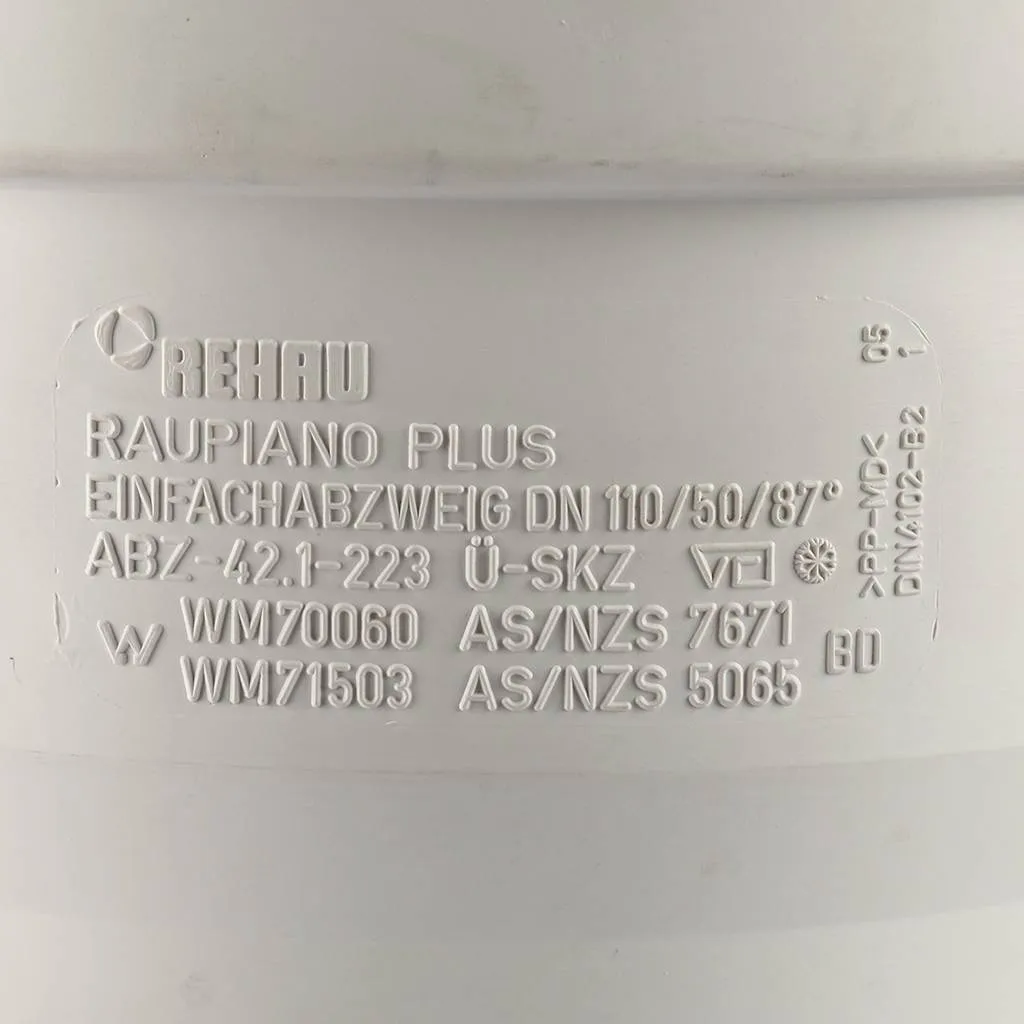 REHAU
RAUPIANO PLUS
EINFACHABZWEIG DN 110/50/87°
ABZ.-42.1-223 Ü-SKZ
W WM70060 AS/NZS 7671
WM71503 AS/NZS 5065
BD
>PP-MD<
DIN4102-B2
05